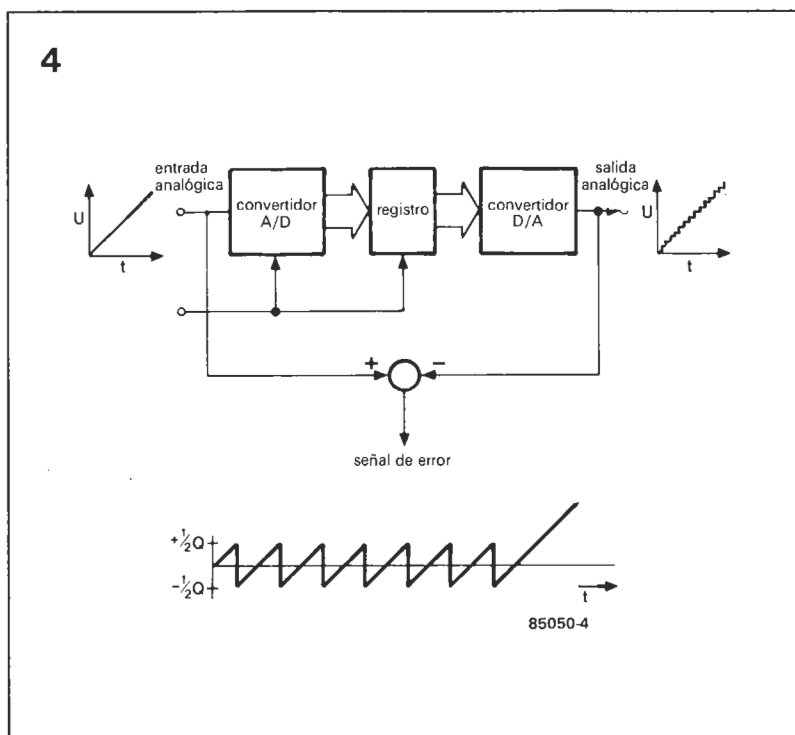 4
entrada
analógica
U
t
convertidor
A/D
registro
convertidor
D/A
salida
analógica
U
t
+
−
señal de error
+½Q
−½Q
t
85050-4